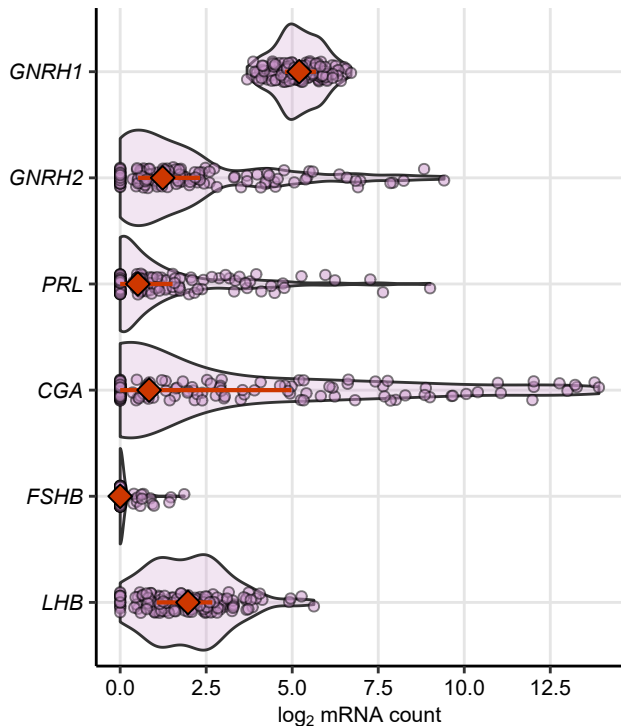 GNRH1
GNRH2
PRL
CGA
FSHB
LHB
0.0 2.5 5.0 7.5 10.0 12.5
log₂ mRNA count